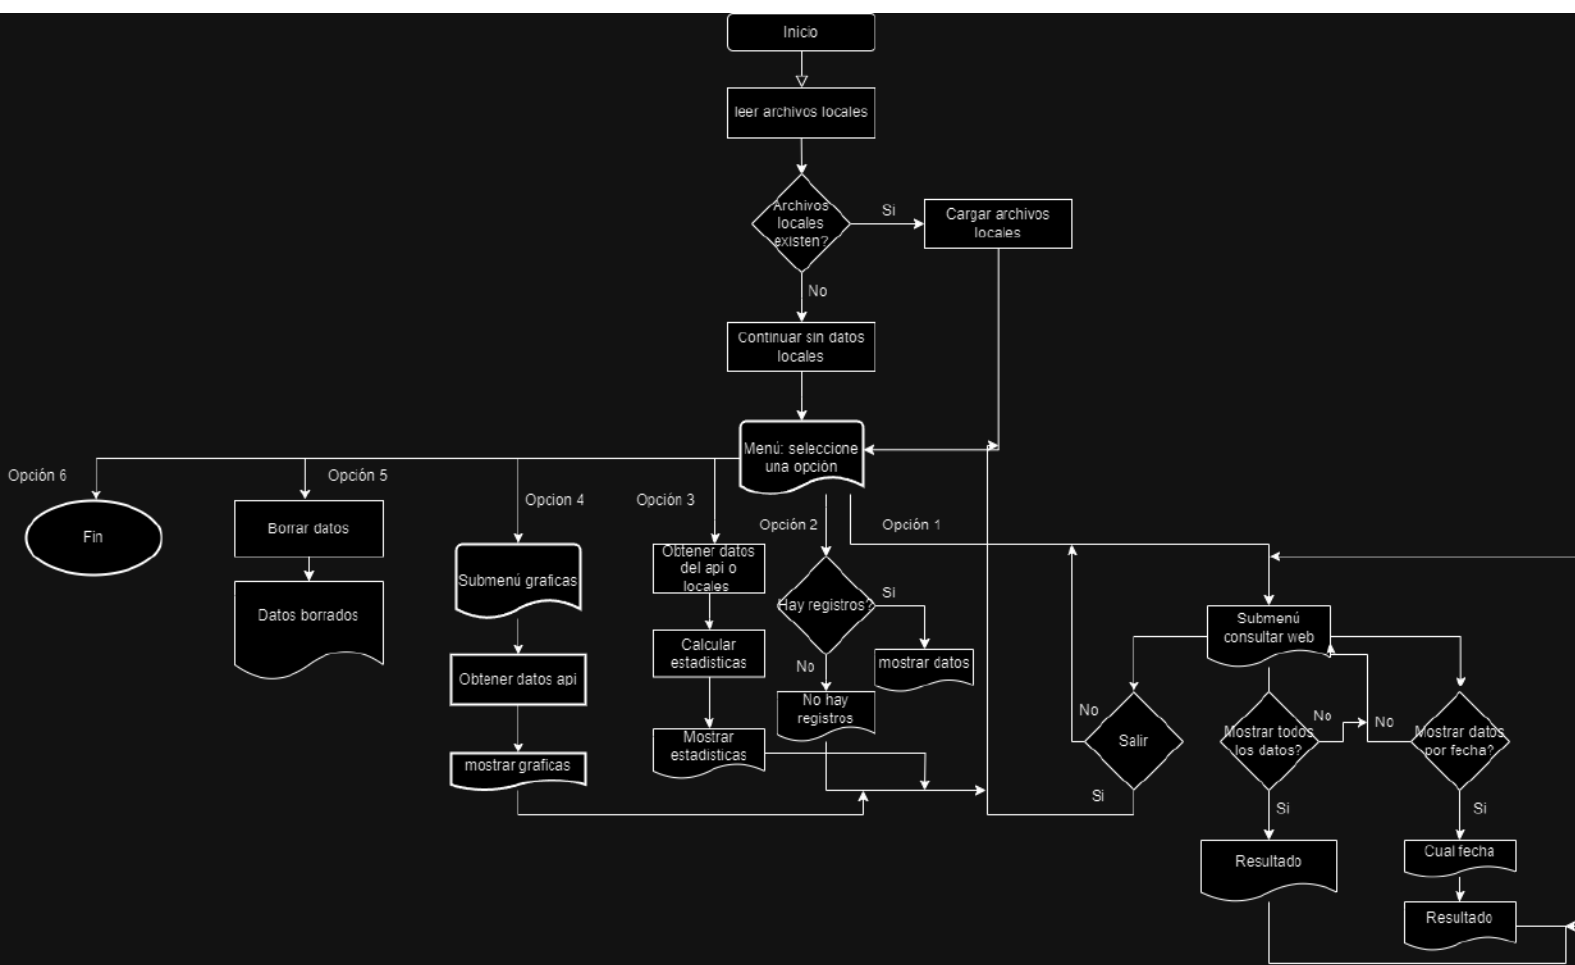 Inicio
leer archivos locales
Archivos
locales
existen?
Si
Cargar archivos
locales
No
Continuar sin datos
locales
Menú: seleccione
una opción
Opción 6
Opción 5
Opcion 4
Opción 3
Opción 2
Opción 1
Fin
Borrar datos
Datos borrados
Submenú graficas
Obtener datos api
mostrar graficas
Obtener datos
del api o
locales
Calcular
estadisticas
Mostrar
estadisticas
Hay registros?
Si
mostrar datos
No
No hay
registros
Submenú
consultar web
No
Salir
Si
Mostrar todos
los datos?
No
Si
Resultado
No
Mostrar datos
por fecha?
Si
Cual fecha
Resultado